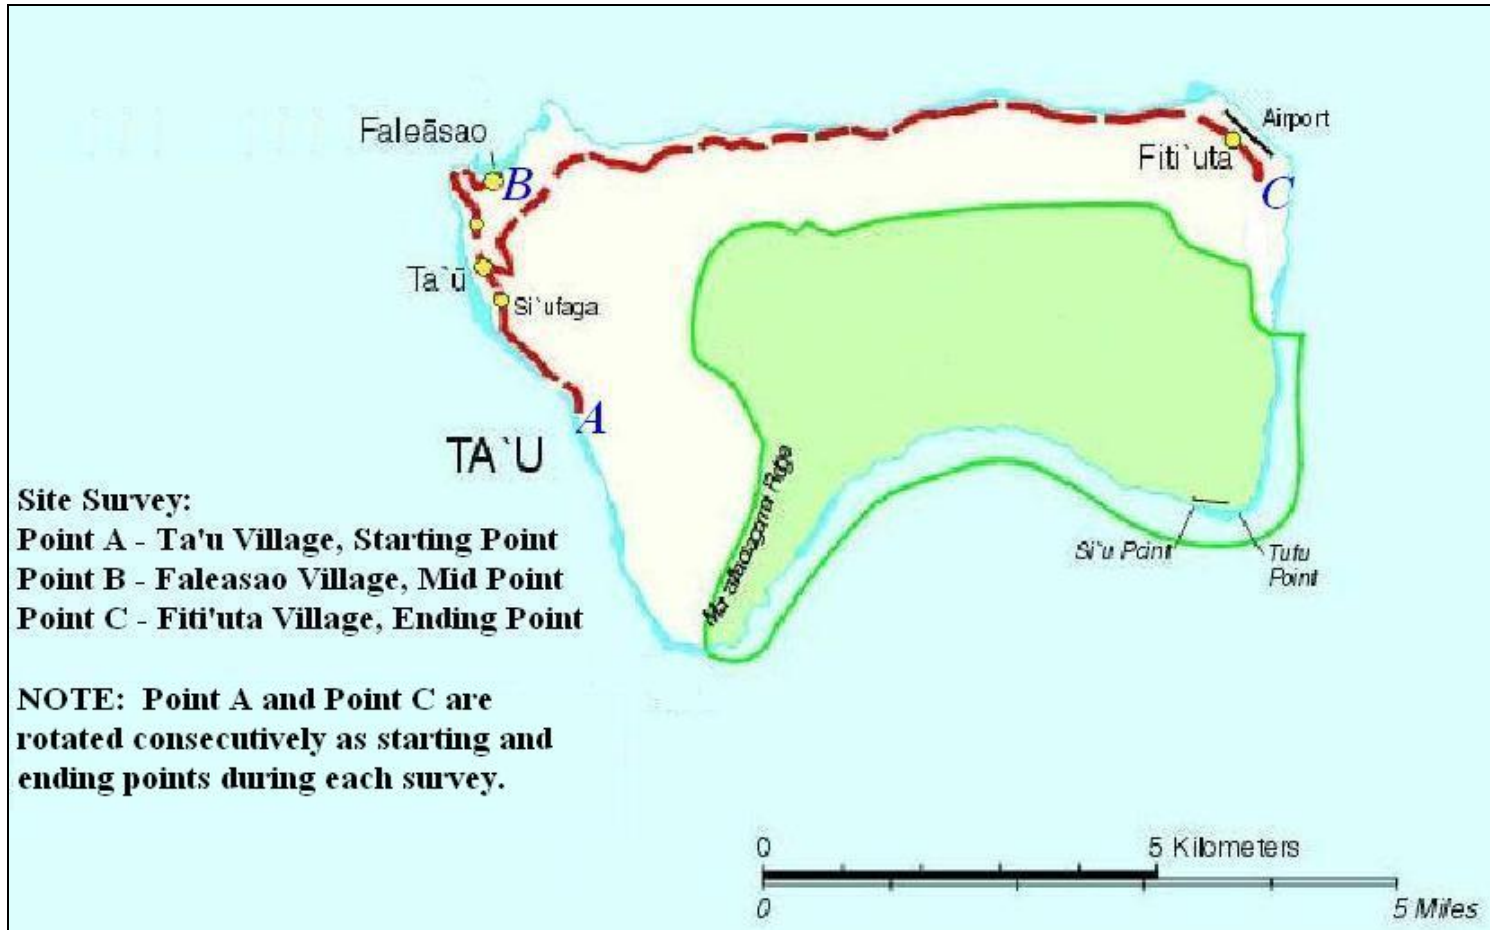 Faleāsao
B
Airport
Fiti`uta
C
Ta`ū
Si`ufaga
A
TA`U
Site Survey:
Point A - Ta'u Village, Starting Point
Point B - Faleasao Village, Mid Point
Point C - Fiti'uta Village, Ending Point
Ridge
Si`u Point
Tufu
Point
NOTE: Point A and Point C are
rotated consecutively as starting and
ending points during each survey.
0 5 Kilometers
0 5 Miles